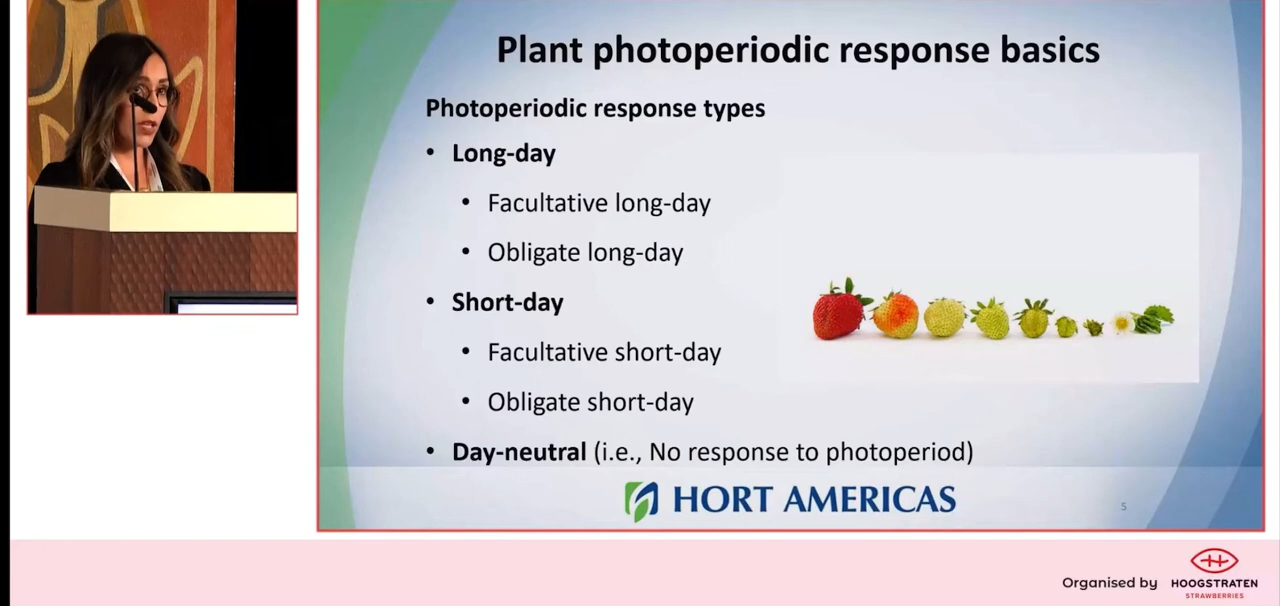 Plant photoperiodic response basics
Photoperiodic response types
• Long-day
• Facultative long-day
• Obligate long-day
• Short-day
• Facultative short-day
• Obligate short-day
• Day-neutral (i.e., No response to photoperiod)
HORT AMERICAS
5
Organised by
HOOGSTRATEN
STRAWBERRIES